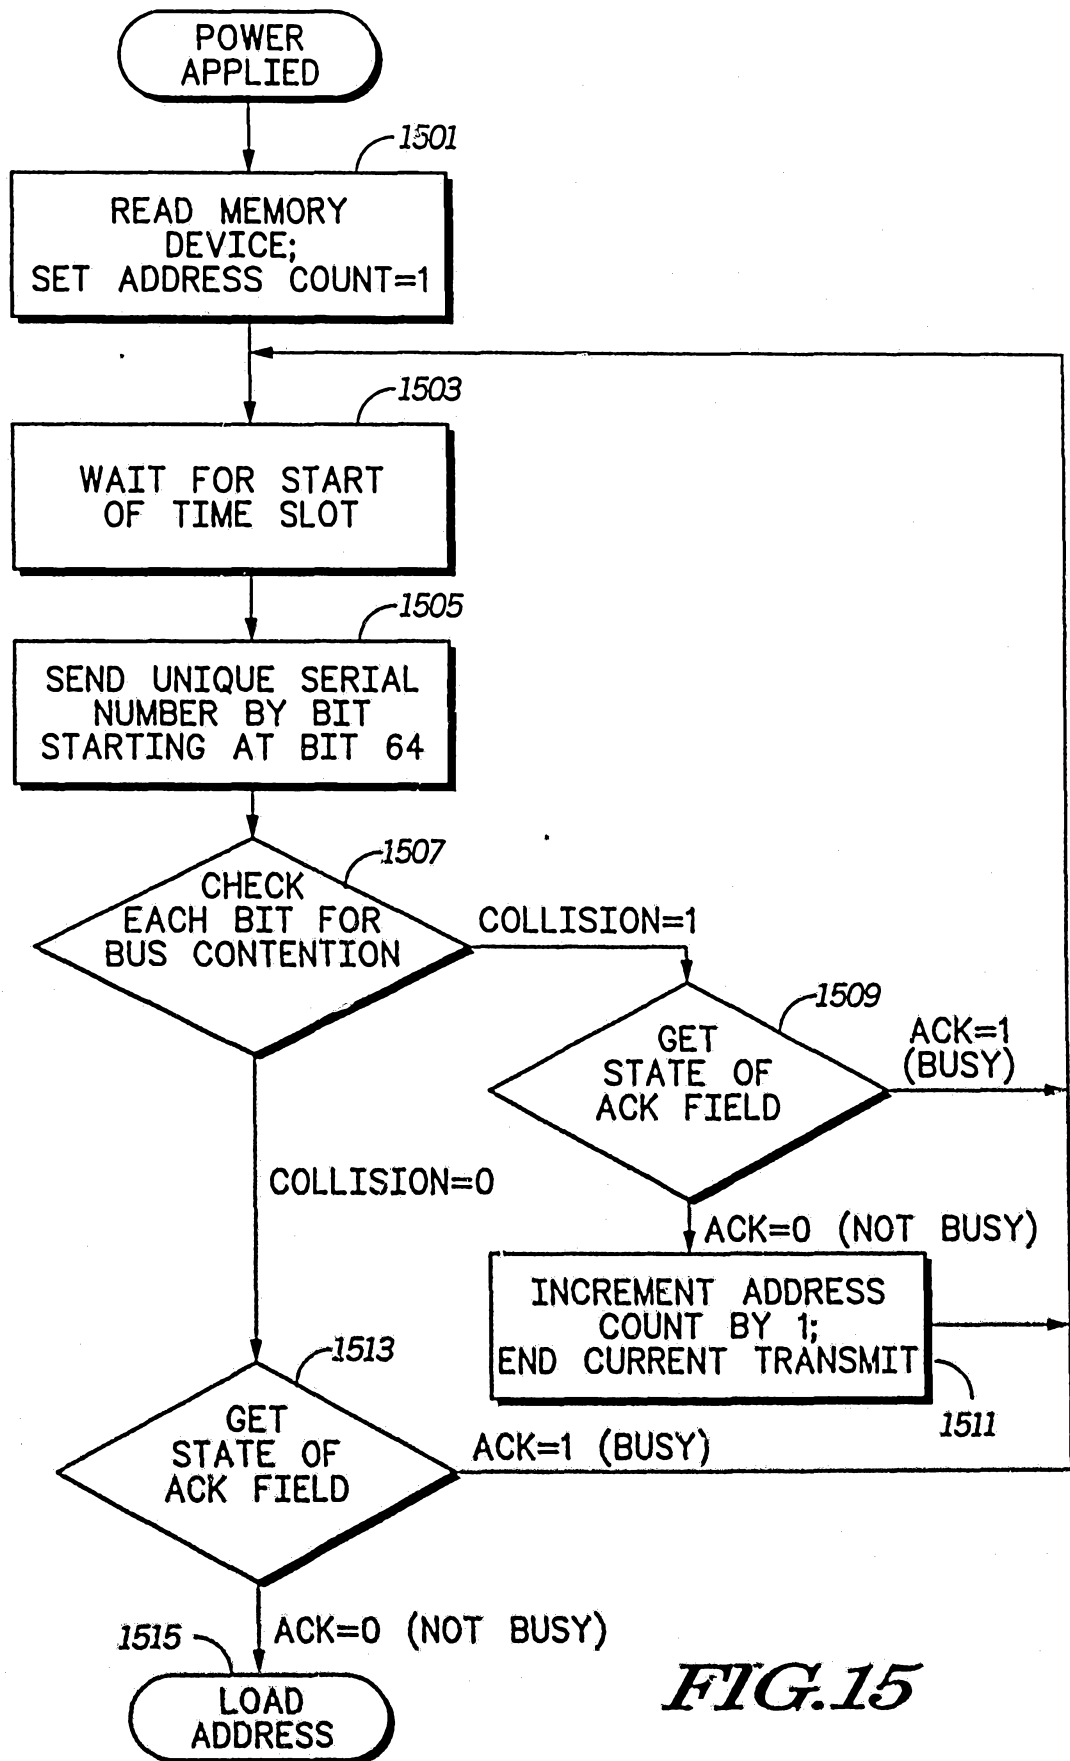 POWER
APPLIED
1501
READ MEMORY
DEVICE;
SET ADDRESS COUNT=1
1503
WAIT FOR START
OF TIME SLOT
1505
SEND UNIQUE SERIAL
NUMBER BY BIT
STARTING AT BIT 64
1507
CHECK
EACH BIT FOR
BUS CONTENTION
COLLISION=1
1509
GET
STATE OF
ACK FIELD
ACK=1
(BUSY)
COLLISION=0
ACK=0 (NOT BUSY)
INCREMENT ADDRESS
COUNT BY 1;
END CURRENT TRANSMIT
1511
1513
GET
STATE OF
ACK FIELD
ACK=1 (BUSY)
ACK=0 (NOT BUSY)
1515
LOAD
ADDRESS
FIG.15